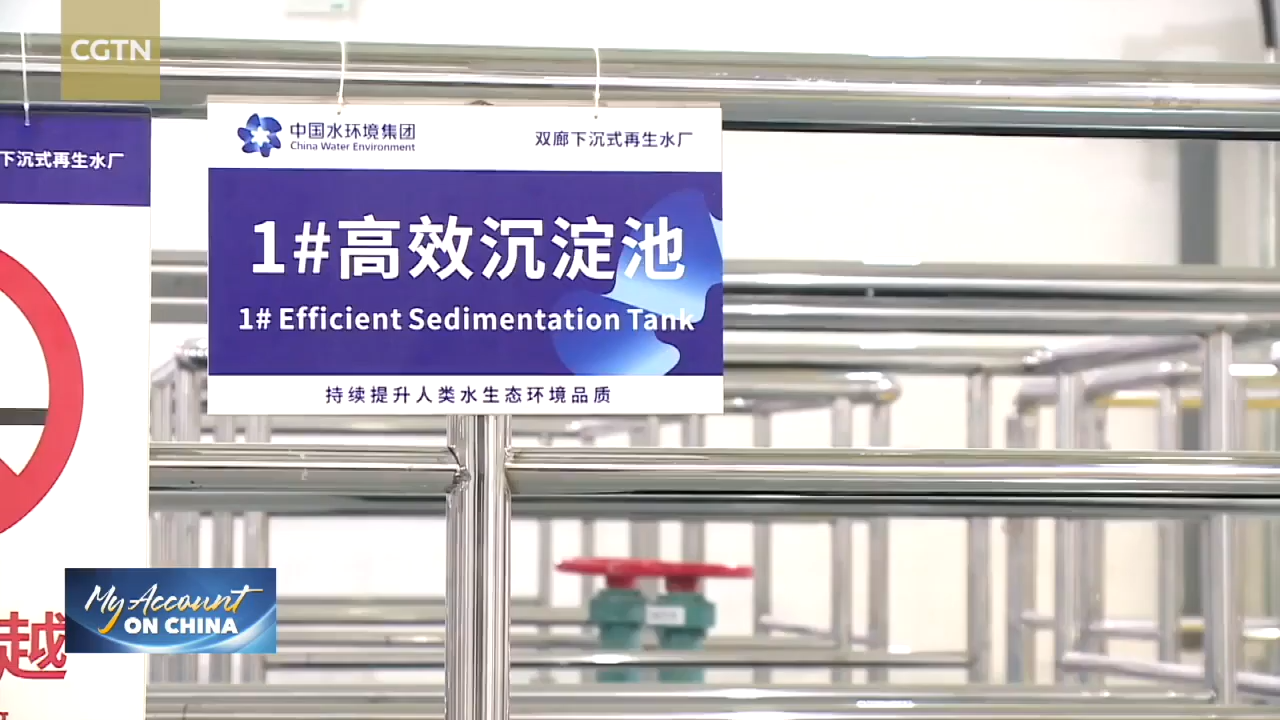 CGTN
中国水环境集团
China Water Environment
双廊下沉式再生水厂
1#高效沉淀池
1# Efficient Sedimentation Tank
持续提升人类水生态环境品质
下沉式再生水厂
My Account
ON CHINA
越